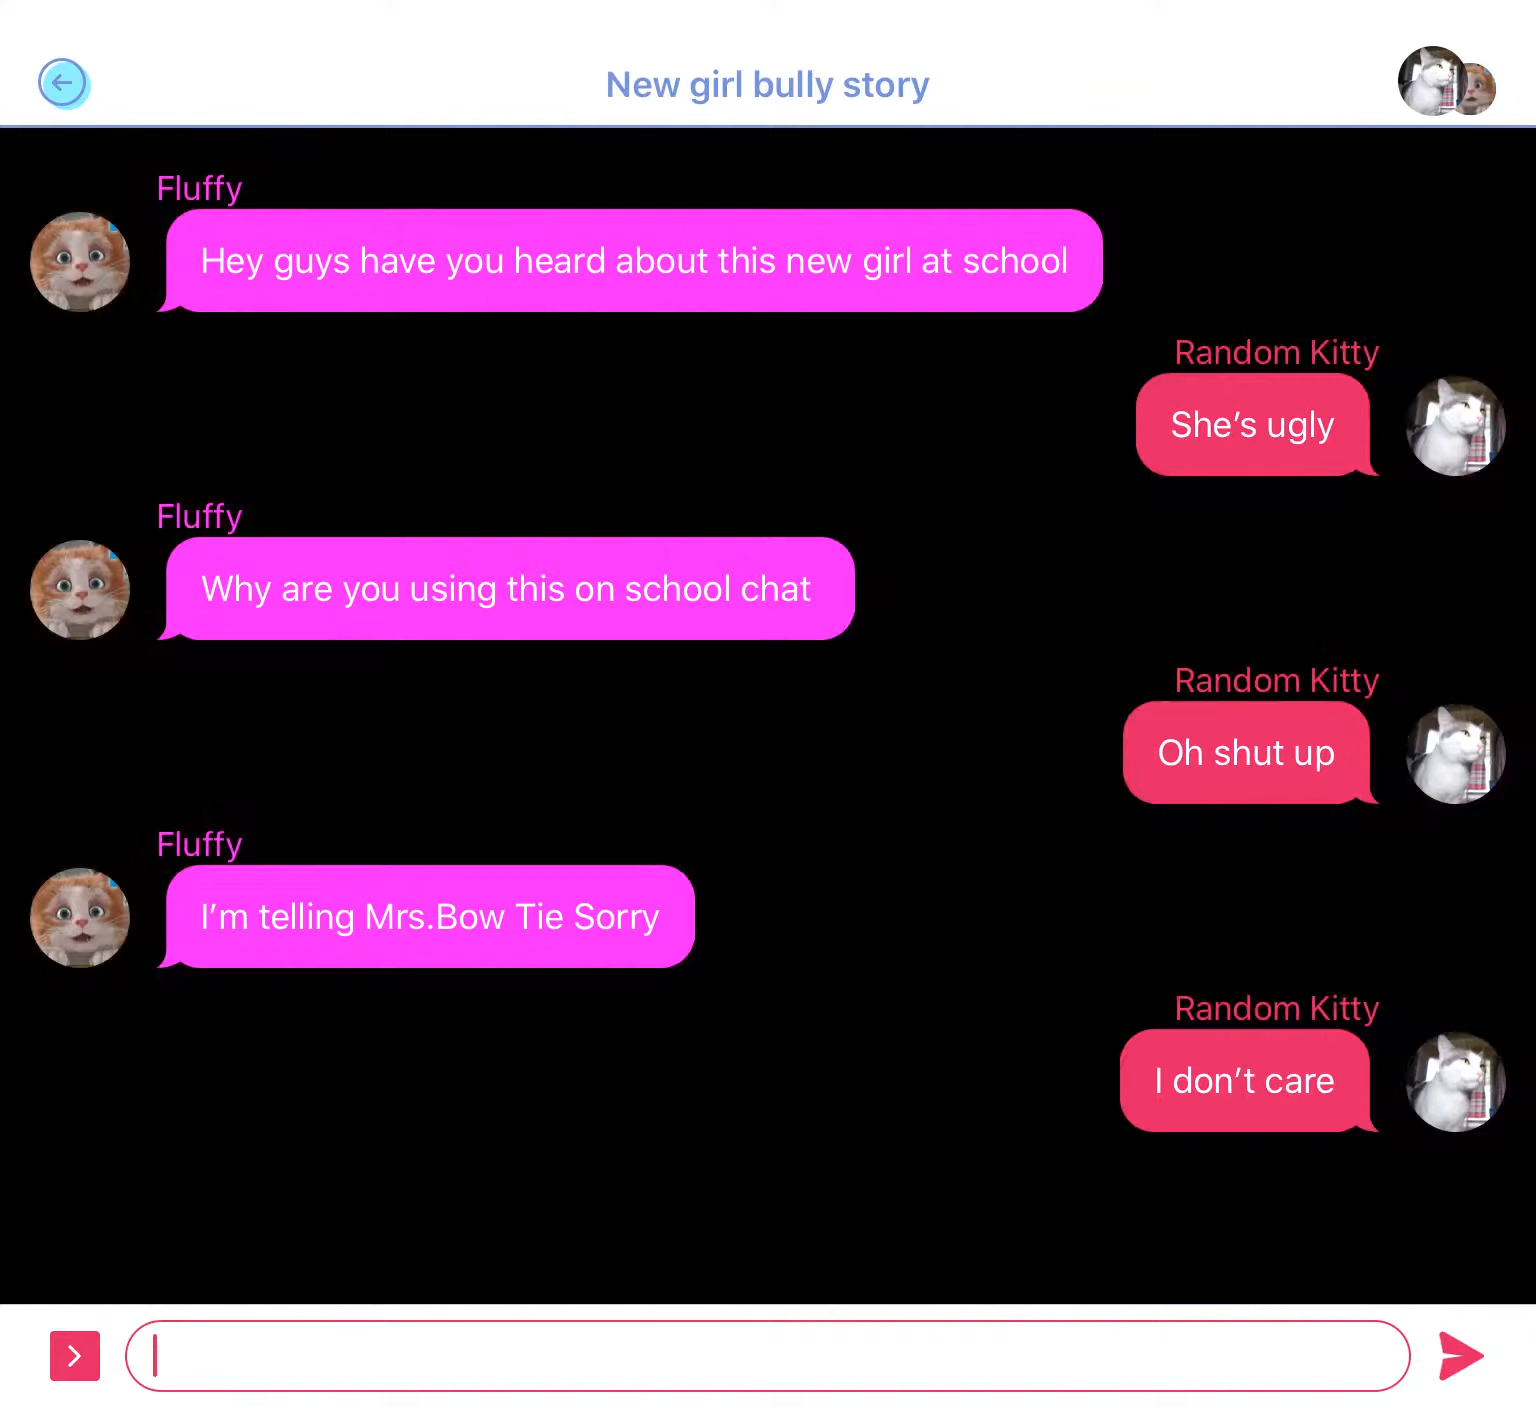 New girl bully story
Fluffy
Hey guys have you heard about this new girl at school
Random Kitty
She’s ugly
Fluffy
Why are you using this on school chat
Random Kitty
Oh shut up
Fluffy
I’m telling Mrs.Bow Tie Sorry
Random Kitty
I don’t care